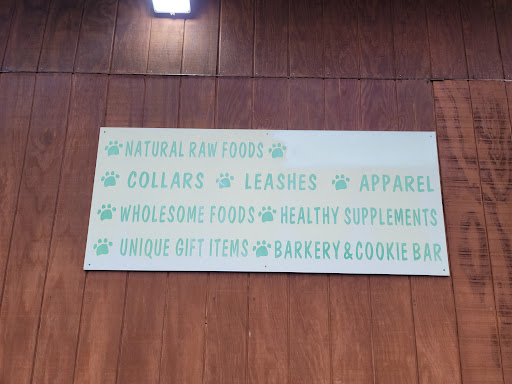 NATURAL RAW FOODS
COLLARS LEASHES APPAREL
WHOLESOME FOODS HEALTHY SUPPLEMENTS
UNIQUE GIFT ITEMS BARKERY & COOKIE BAR